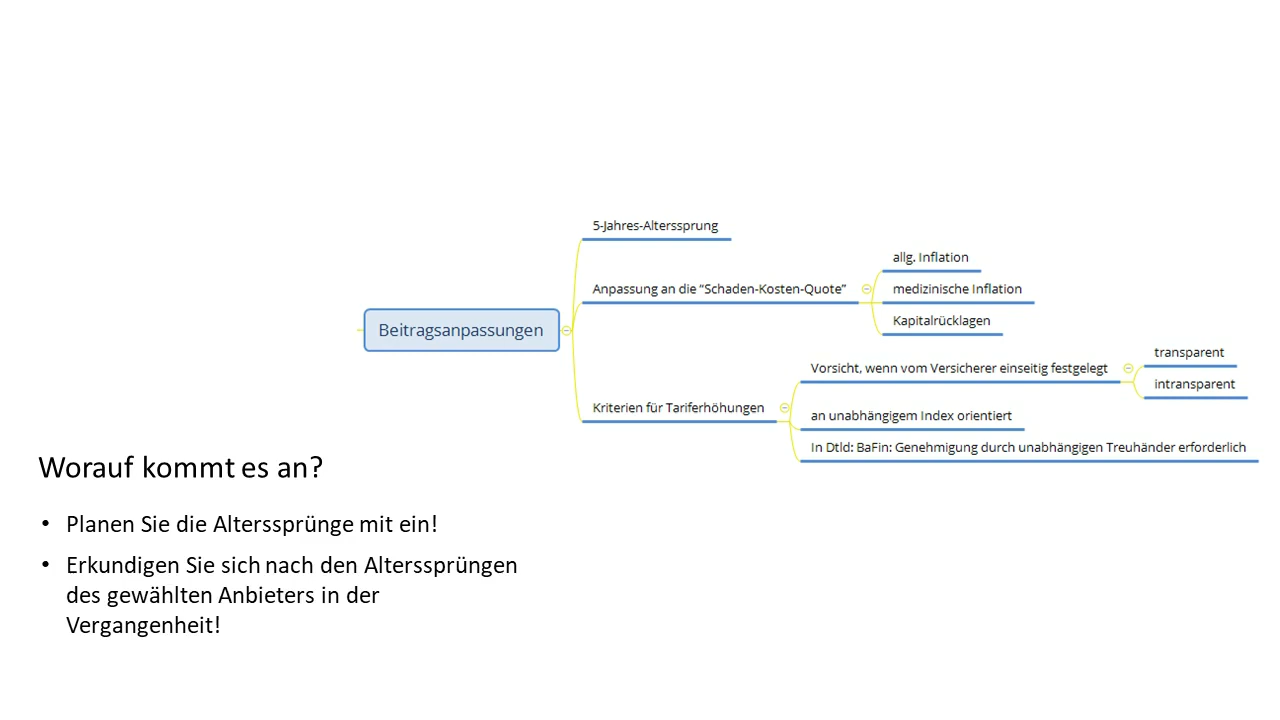 5-Jahres-Alterssprung
allg. Inflation
Anpassung an die “Schaden-Kosten-Quote”
medizinische Inflation
Kapitalrücklagen
Beitragsanpassungen
transparent
Vorsicht, wenn vom Versicherer einseitig festgelegt
intransparent
Kriterien für Tariferhöhungen
an unabhängigem Index orientiert
In Dtld: BaFin: Genehmigung durch unabhängigen Treuhänder erforderlich
Worauf kommt es an?
• Planen Sie die Alterssprünge mit ein!
• Erkundigen Sie sich nach den Alterssprüngen
des gewählten Anbieters in der
Vergangenheit!